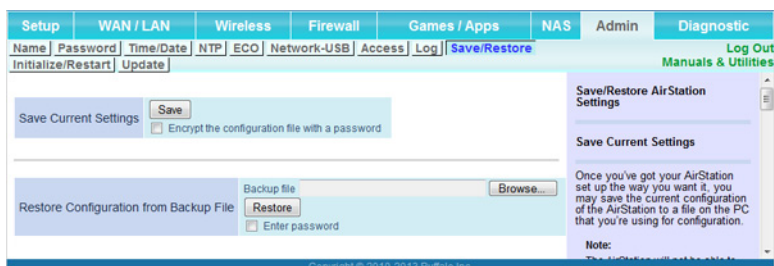 Setup WAN / LAN Wireless Firewall Games / Apps NAS Admin Diagnostic
Name Password Time/Date NTP ECO Network-USB Access Log Save/Restore
Initialize/Restart Update
Log Out
Manuals & Utilities
Save Current Settings
Save
Encrypt the configuration file with a password
Restore Configuration from Backup File
Backup file Browse...
Restore
Enter password
Save/Restore AirStation
Settings
Save Current Settings
Once you've got your AirStation
set up the way you want it, you
may save the current configuration
of the AirStation to a file on the PC
that you're using for configuration.
Note: